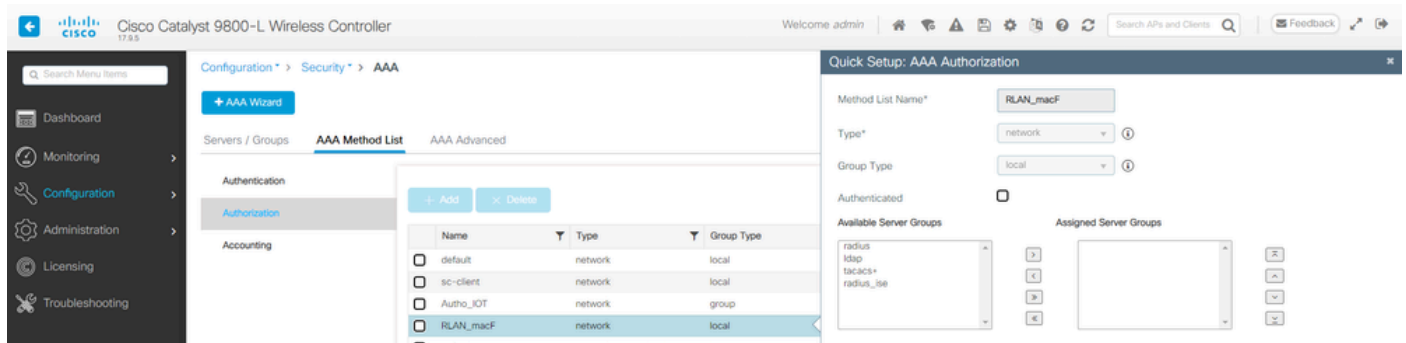 CISCO
Cisco Catalyst 9800-L Wireless Controller
17.9.5
Welcome admin
Search APs and Clients
Feedback
Search Menu Items
Dashboard
Monitoring
Configuration
Administration
Licensing
Troubleshooting
Configuration * > Security * > AAA
+ AAA Wizard
Servers / Groups AAA Method List AAA Advanced
Authentication
Authorization
Accounting
+ Add × Delete
Name Type Group Type
default network local
sc-client network local
Autho_IOT network group
RLAN_macF network local
Quick Setup: AAA Authorization
Method List Name* RLAN_macF
Type* network
Group Type local
Authenticated
Available Server Groups Assigned Server Groups
radius
ldap
tacacs+
radius_ise